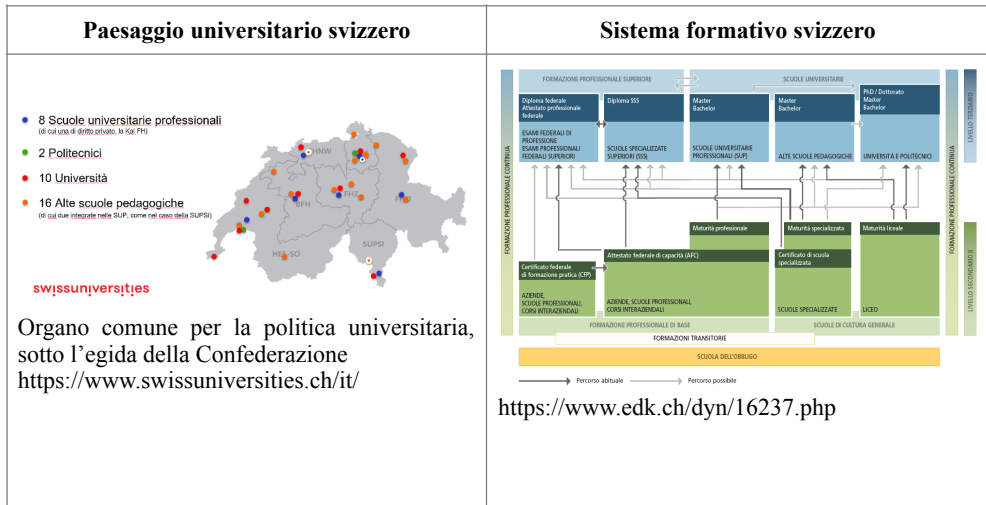 Paesaggio universitario svizzero
8 Scuole universitarie professionali
(di cui una di diritto privato, la Kal FH)
2 Politecnici
10 Università
16 Alte scuole pedagogiche
(di cui due integrate nelle SUP, come nel caso della SUPSI)
HNW
BFH
FHZ
HES-SO
SUPSI
swissuniversities
Organo comune per la politica universitaria,
sotto l’egida della Confederazione
https://www.swissuniversities.ch/it/
Sistema formativo svizzero
FORMAZIONE PROFESSIONALE SUPERIORE
SCUOLE UNIVERSITARIE
Diploma federale
Attestato professionale
federale
ESAMI FEDERALI DI
PROFESSIONE
ESAMI PROFESSIONALI
FEDERALI SUPERIORI
Diploma SSS
SCUOLE SPECIALIZZATE
SUPERIORI (SSS)
Master
Bachelor
SCUOLE UNIVERSITARIE
PROFESSIONALI (SUP)
Master
Bachelor
ALTE SCUOLE PEDAGOGICHE
PhD / Dottorato
Master
Bachelor
UNIVERSITÀ E POLITECNICI
FORMAZIONE PROFESSIONALE CONTINUA
FORMAZIONE PROFESSIONALE CONTINUA
LIVELLO TERZIARIO
LIVELLO SECONDARIO II
Maturità professionale
Maturità specializzata
Maturità liceale
Attestato federale di capacità (AFC)
Certificato di scuola
specializzata
Certificato federale
di formazione pratica (CFP)
AZIENDE,
SCUOLE PROFESSIONALI,
CORSI INTERAZIENDALI
AZIENDE, SCUOLE PROFESSIONALI,
CORSI INTERAZIENDALI
SCUOLE SPECIALIZZATE
LICEO
FORMAZIONE PROFESSIONALE DI BASE
SCUOLE DI CULTURA GENERALE
FORMAZIONI TRANSITORIE
SCUOLA DELL'OBBLIGO
Percorso abituale
Percorso possibile
https://www.edk.ch/dyn/16237.php